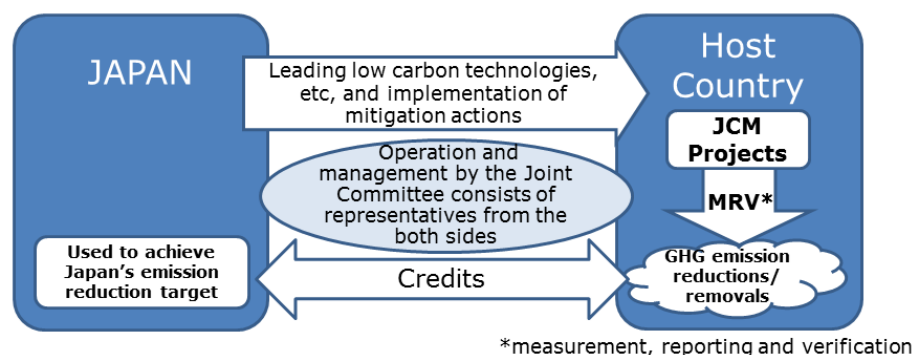 JAPAN
Leading low carbon technologies,
etc, and implementation of
mitigation actions
Host
Country
JCM
Projects
Operation and
management by the Joint
Committee consists of
representatives from the
both sides
MRV*
Used to achieve
Japan’s emission
reduction target
Credits
GHG emission
reductions/
removals
*measurement, reporting and verification